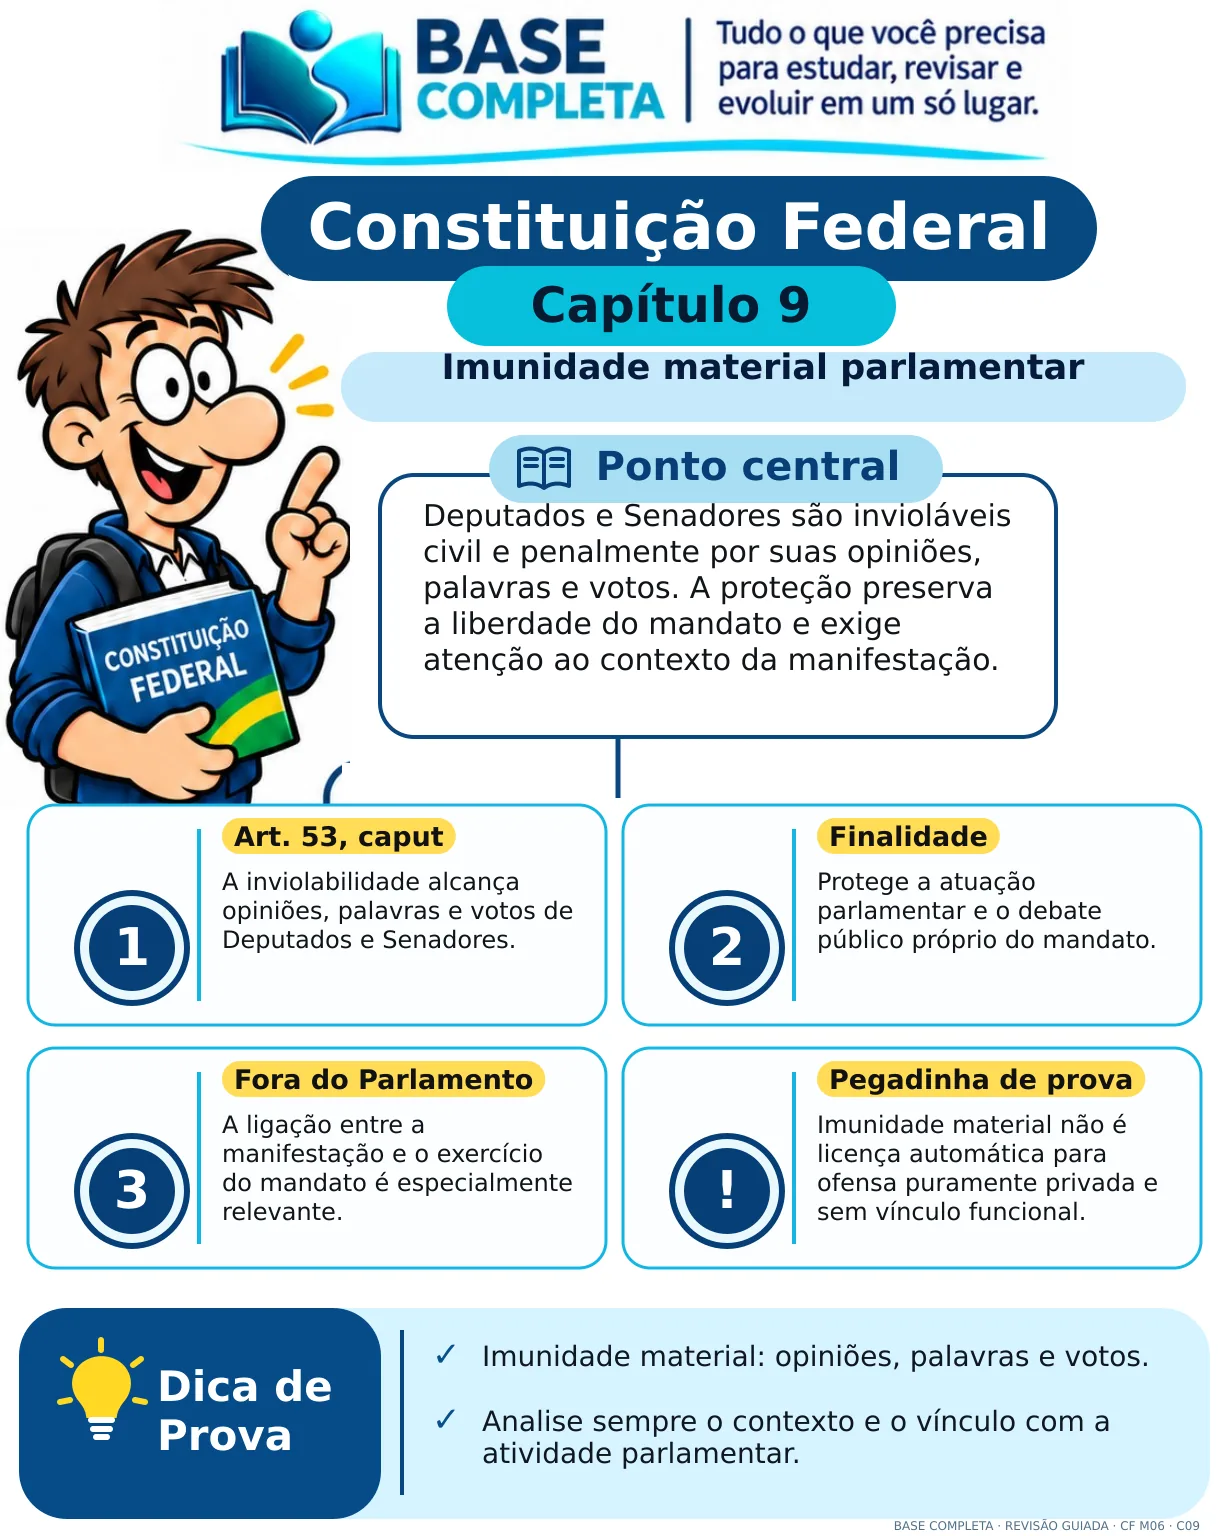 BASE
COMPLETA
Tudo o que você precisa
para estudar, revisar e
evoluir em um só lugar.
Constituição Federal
Capítulo 9
Imunidade material parlamentar
CONSTITUIÇÃO
FEDERAL
Ponto central
Deputados e Senadores são invioláveis
civil e penalmente por suas opiniões,
palavras e votos. A proteção preserva
a liberdade do mandato e exige
atenção ao contexto da manifestação.
1
Art. 53, caput
A inviolabilidade alcança
opiniões, palavras e votos de
Deputados e Senadores.
2
Finalidade
Protege a atuação
parlamentar e o debate
público próprio do mandato.
3
Fora do Parlamento
A ligação entre a
manifestação e o exercício
do mandato é especialmente
relevante.
!
Pegadinha de prova
Imunidade material não é
licença automática para
ofensa puramente privada e
sem vínculo funcional.
Dica de
Prova
✓ Imunidade material: opiniões, palavras e votos.
✓ Analise sempre o contexto e o vínculo com a
atividade parlamentar.
BASE COMPLETA · REVISÃO GUIADA · CF M06 · C09